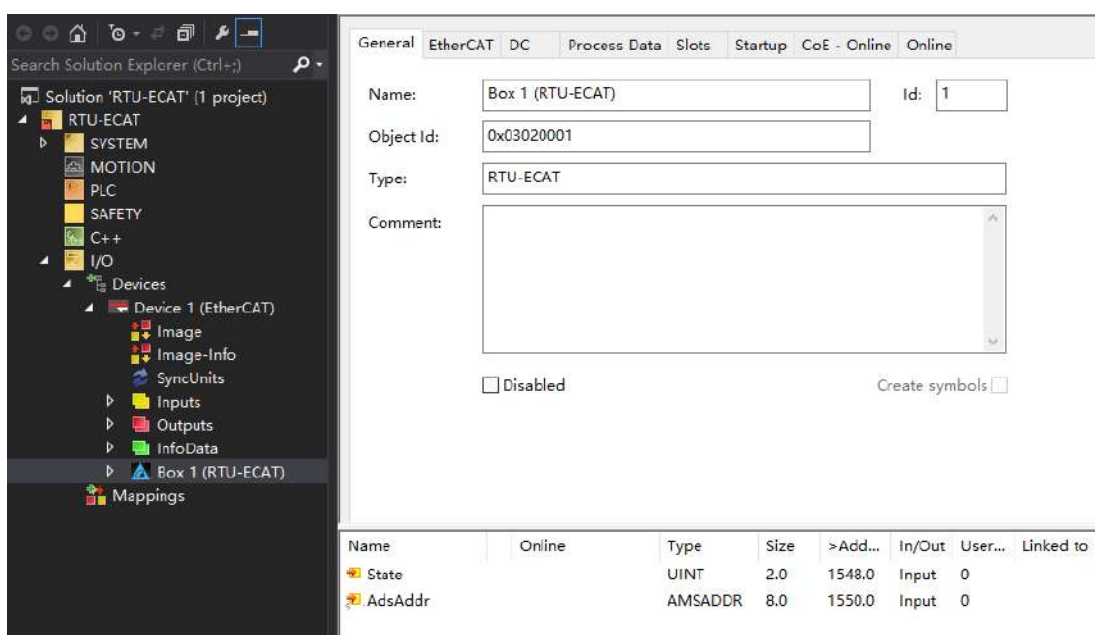 Search Solution Explorer (Ctrl+;)
Solution 'RTU-ECAT' (1 project)
RTU-ECAT
SYSTEM
MOTION
PLC
SAFETY
C++
I/O
Devices
Device 1 (EtherCAT)
Image
Image-Info
SyncUnits
Inputs
Outputs
InfoData
Box 1 (RTU-ECAT)
Mappings
General EtherCAT DC Process Data Slots Startup CoE - Online Online
Name: Box 1 (RTU-ECAT) Id: 1
Object Id: 0x03020001
Type: RTU-ECAT
Comment:
Disabled Create symbols
Name Online Type Size >Add... In/Out User... Linked to
State UINT 2.0 1548.0 Input 0
AdsAddr AMSADDR 8.0 1550.0 Input 0